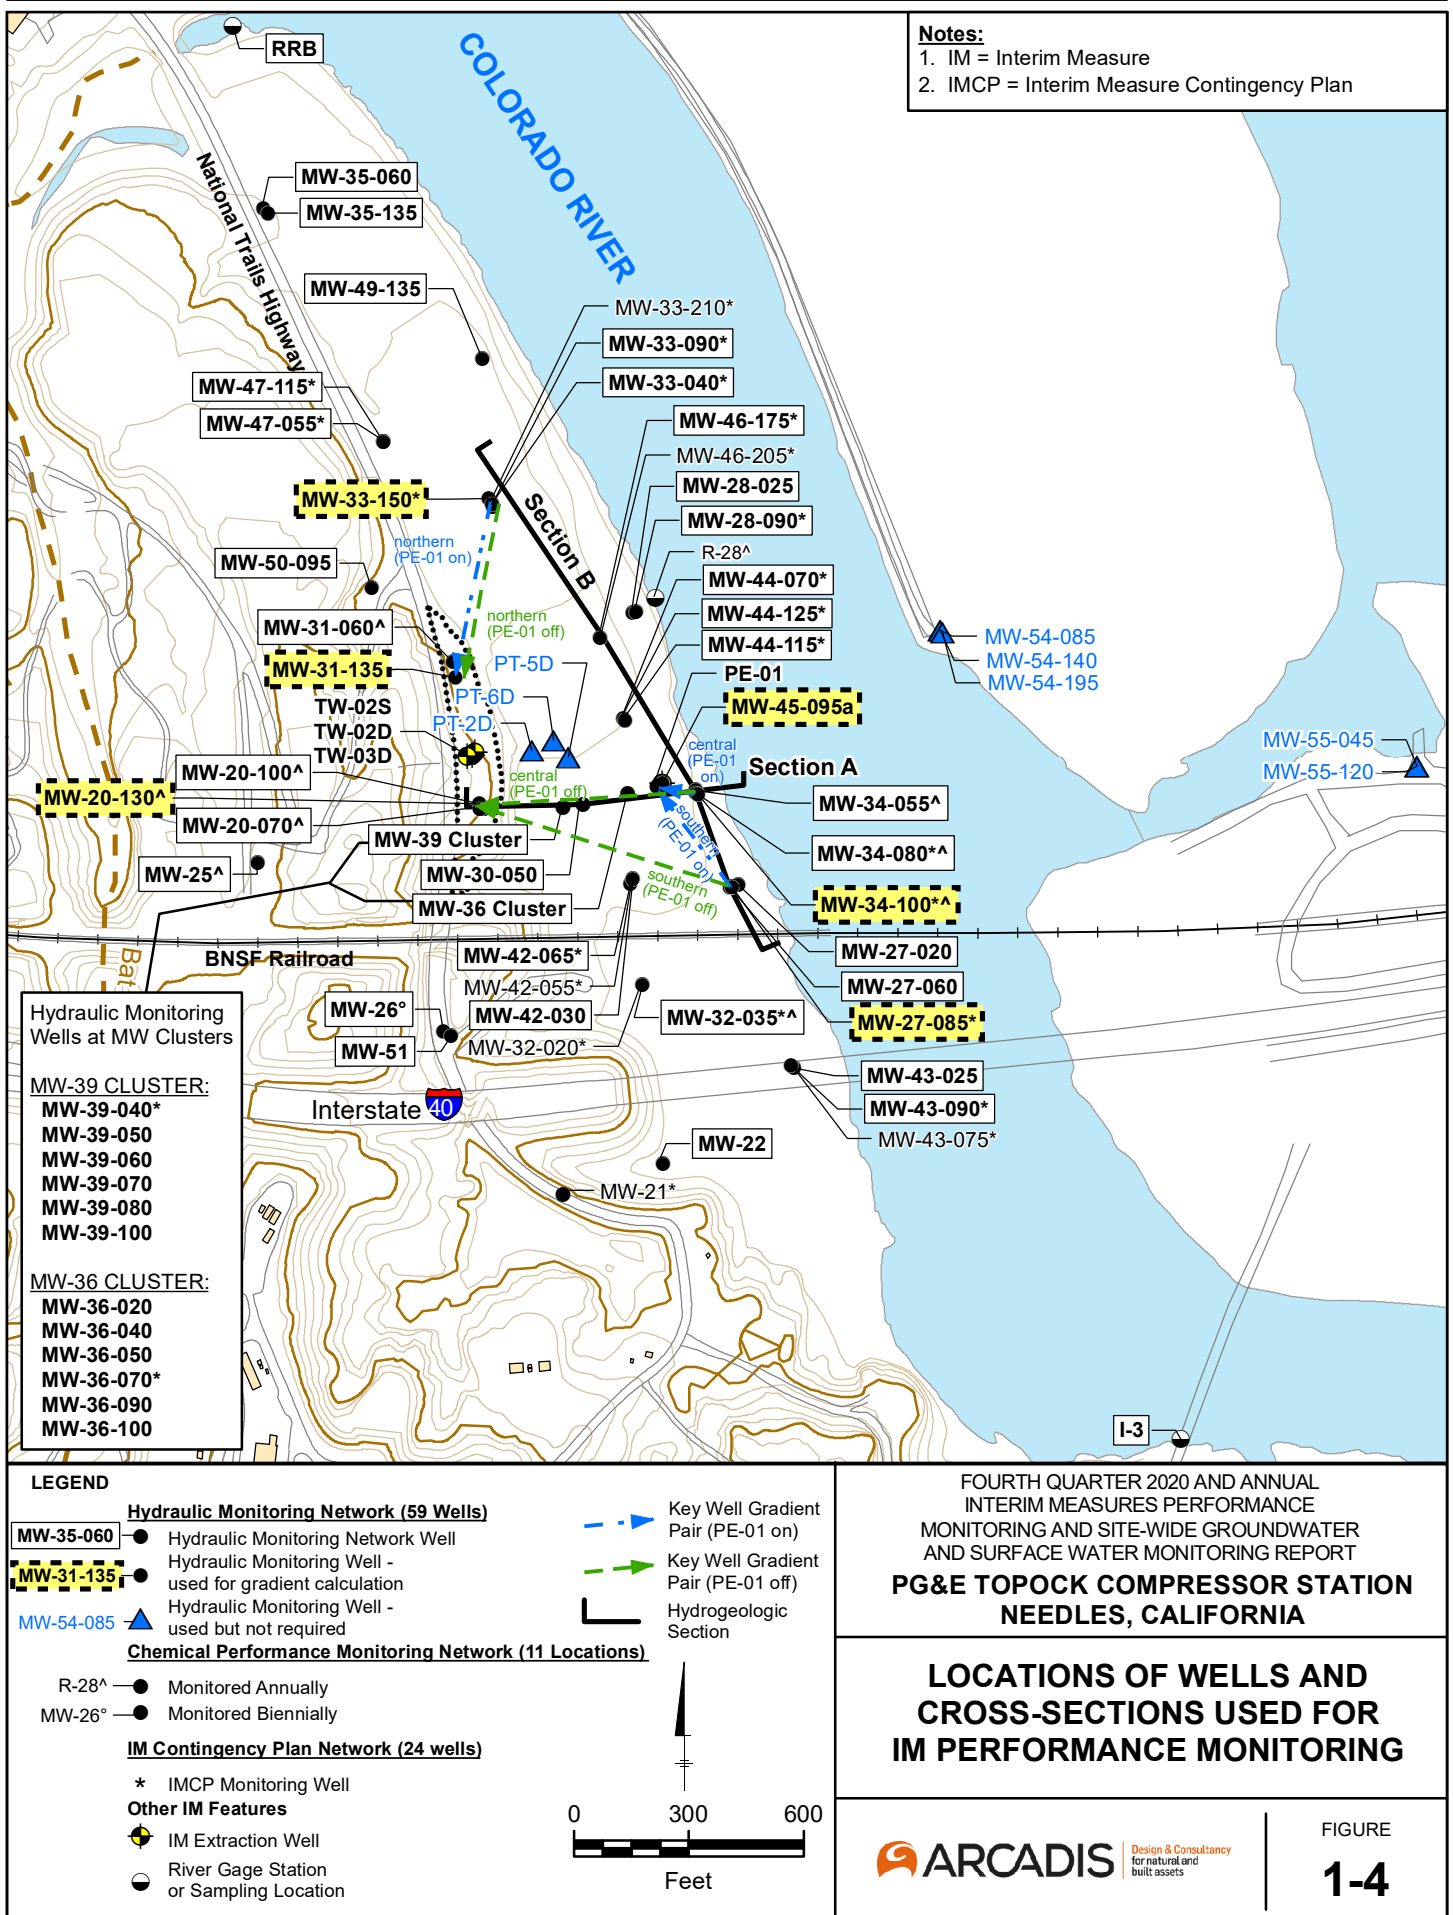 Notes:
1. IM = Interim Measure
2. IMCP = Interim Measure Contingency Plan
RRB
COLORADO RIVER
National Trails Highway
MW-35-060
MW-35-135
MW-49-135
MW-33-210*
MW-33-090*
MW-33-040*
MW-47-115*
MW-47-055*
MW-46-175*
MW-46-205*
MW-28-025
MW-28-090*
MW-33-150*
Section B
northern
(PE-01 on)
R-28^
MW-50-095
MW-44-070*
MW-44-125*
MW-44-115*
MW-31-060^
northern
(PE-01 off)
MW-31-135
PT-5D
PE-01
MW-54-085
MW-54-140
MW-54-195
PT-6D
MW-45-095a
TW-02S
TW-02D
TW-03D
PT-2D
central
(PE-01
on)
MW-55-045
MW-55-120
MW-20-100^
central
(PE-01 off)
Section A
MW-20-130^
MW-34-055^
MW-20-070^
southern
(PE-01 on)
MW-39 Cluster
MW-34-080*^
MW-25^
MW-30-050
southern
(PE-01 off)
MW-34-100*^
MW-36 Cluster
BNSF Railroad
Bat
MW-42-065*
MW-27-020
MW-42-055*
MW-27-060
MW-26°
MW-42-030
MW-32-035*^
MW-27-085*
MW-51
MW-32-020*
MW-43-025
Interstate 40
MW-43-090*
MW-43-075*
MW-22
MW-21*
I-3
Hydraulic Monitoring
Wells at MW Clusters
MW-39 CLUSTER:
MW-39-040*
MW-39-050
MW-39-060
MW-39-070
MW-39-080
MW-39-100
MW-36 CLUSTER:
MW-36-020
MW-36-040
MW-36-050
MW-36-070*
MW-36-090
MW-36-100
LEGEND
Hydraulic Monitoring Network (59 Wells)
MW-35-060 Hydraulic Monitoring Network Well
MW-31-135 Hydraulic Monitoring Well -
used for gradient calculation
MW-54-085 Hydraulic Monitoring Well -
used but not required
Chemical Performance Monitoring Network (11 Locations)
R-28^ Monitored Annually
MW-26° Monitored Biennially
IM Contingency Plan Network (24 wells)
* IMCP Monitoring Well
Other IM Features
IM Extraction Well
River Gage Station
or Sampling Location
Key Well Gradient
Pair (PE-01 on)
Key Well Gradient
Pair (PE-01 off)
Hydrogeologic
Section
0 300 600
Feet
FOURTH QUARTER 2020 AND ANNUAL
INTERIM MEASURES PERFORMANCE
MONITORING AND SITE-WIDE GROUNDWATER
AND SURFACE WATER MONITORING REPORT
PG&E TOPOCK COMPRESSOR STATION
NEEDLES, CALIFORNIA
LOCATIONS OF WELLS AND
CROSS-SECTIONS USED FOR
IM PERFORMANCE MONITORING
ARCADIS
Design & Consultancy
for natural and
built assets
FIGURE
1-4